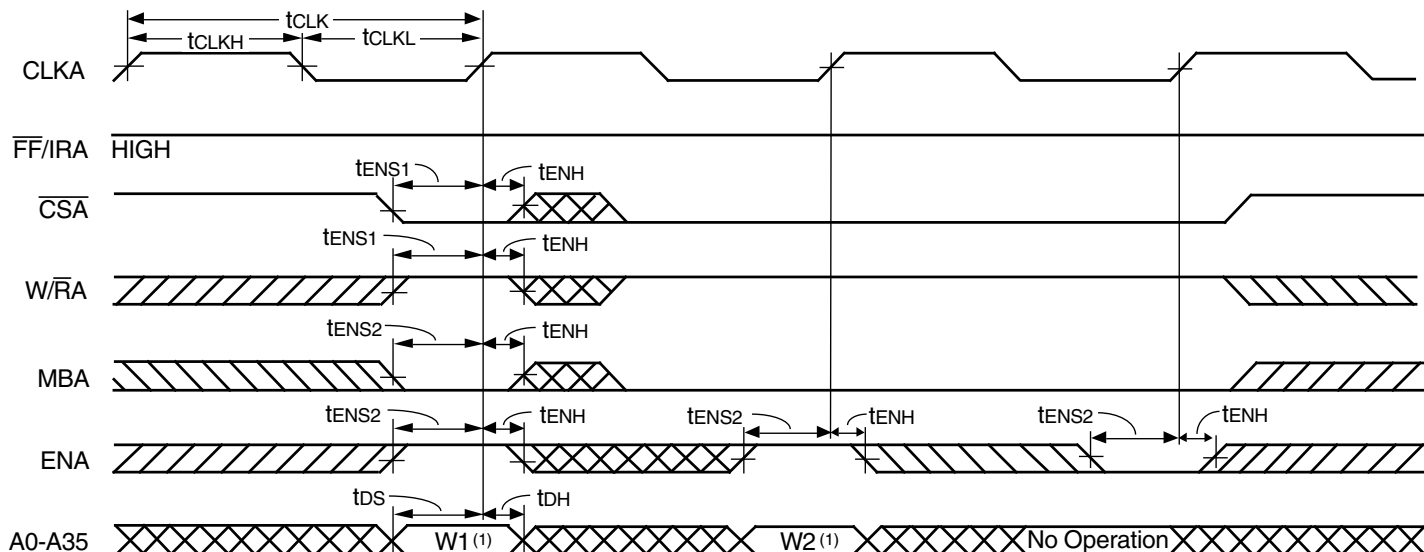 tCLK
tCLKH tCLKL
CLKA
FF/IRA HIGH
tENS1 tENH
CSA
tENS1 tENH
W/RA
tENS2 tENH
MBA
tENS2 tENH tENS2 tENH tENS2 tENH
ENA
tDS tDH
A0-A35 W1 (1) W2 (1) No Operation